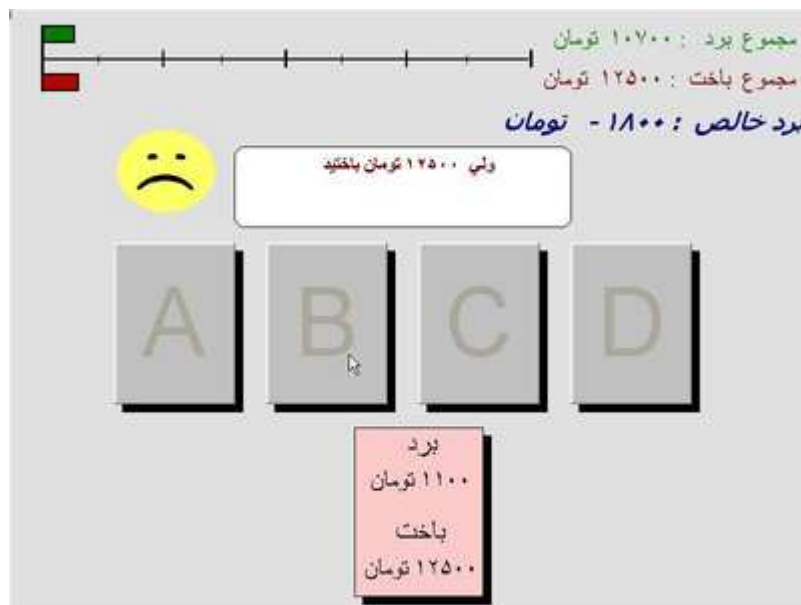 مجموع برد : ۱۰۷۰۰ تومان
مجموع باخت : ۱۲۵۰۰ تومان
برد خالص : ۱۸۰۰ - تومان
ولي ۱۲۵۰۰ تومان باختيد
A B C D
برد
۱۱۰۰ تومان
باخت
۱۲۵۰۰ تومان